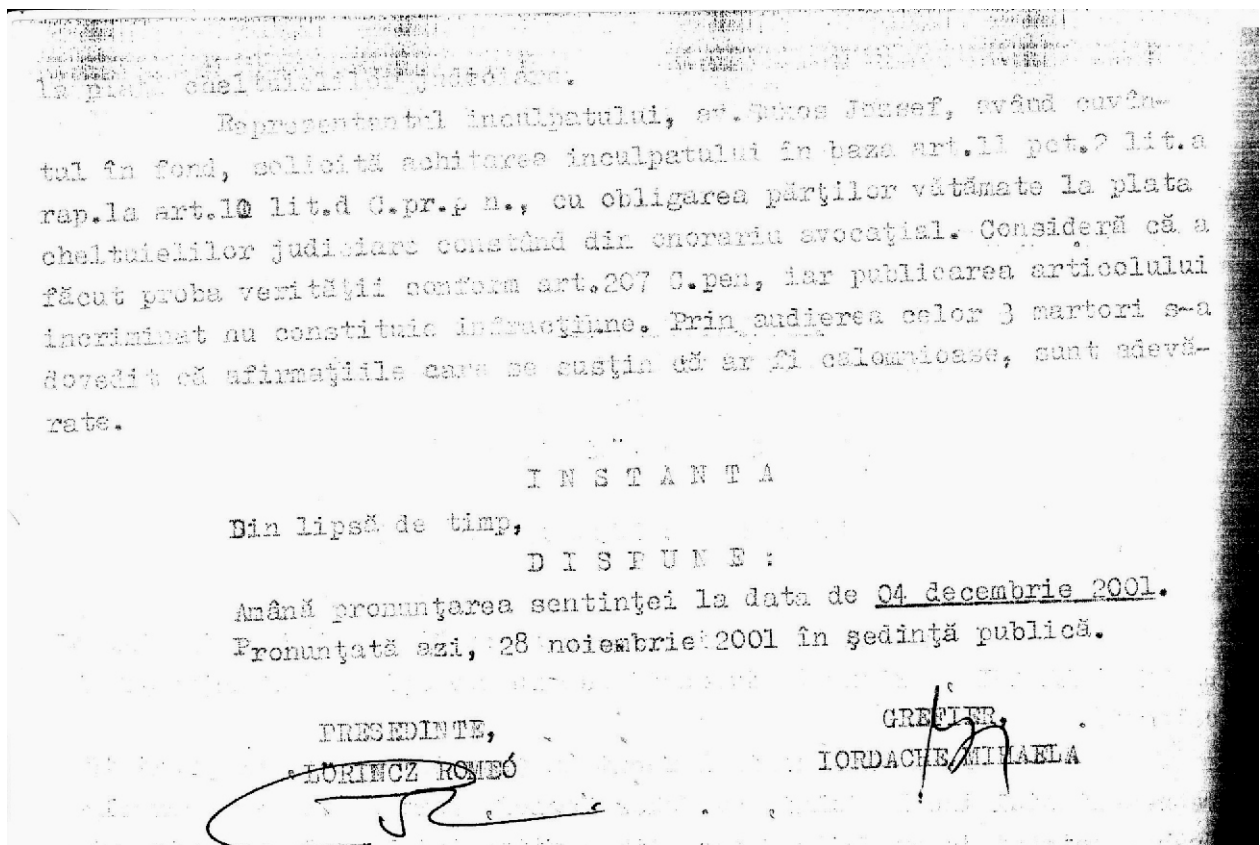 la plata cheltuielilor judiciare.
Reprezentantul inculpatului, av. Jozsef, având cuvîn-
tul în fond, solicită achitarea inculpatului în baza art.11 pct.2 lit.a
rap.la art.10 lit.d C.pr.p n., cu obligarea părţilor vătămate la plata
cheltuielilor judiciare constând din onorariu avocaţial. Consideră că a
făcut proba verităţii conform art.207 C.pen, iar publicarea articolului
incriminat nu constituie infracţiune. Prin audierea celor 3 martori s-a
dovedit că afirmaţiile care se susţin că ar fi calomnioase, sunt adevă-
rate.
I N S T A N T A
Din lipsă de timp,
D I S P U N E :
Amână pronunţarea sentinţei la data de 04 decembrie 2001.
Pronunţată azi, 28 noiembrie 2001 în şedinţă publică.
PRESEDINTE,
LÖRINCZ ROMEÓ
GREFIER,
IORDACHE MIHAELA